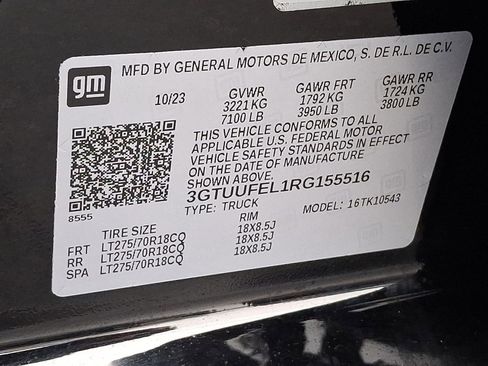 gm
MFD BY GENERAL MOTORS DE MEXICO, S. DE R.L. DE C.V.
10/23 GVWR GAWR FRT GAWR RR
3221 KG 1792 KG 1724 KG
7100 LB 3950 LB 3800 LB
THIS VEHICLE CONFORMS TO ALL
APPLICABLE U.S. FEDERAL MOTOR
VEHICLE SAFETY STANDARDS IN EFFECT
ON THE DATE OF MANUFACTURE
3GTUUFEL1RG155516
8555 TYPE: TRUCK MODEL: 16TK10543
TIRE SIZE RIM
FRT LT275/70R18CQ 18X8.5J
RR LT275/70R18CQ 18X8.5J
SPA LT275/70R18CQ 18X8.5J